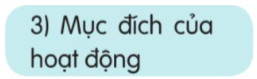 3) Mục đích của
hoạt động